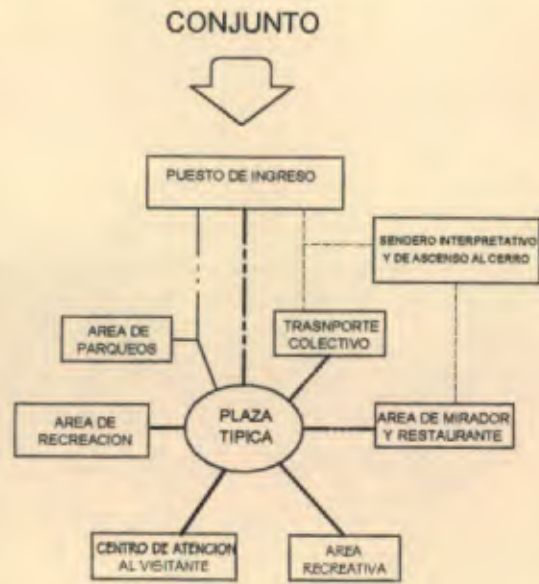 CONJUNTO
PUESTO DE INGRESO
SENDERO INTERPRETATIVO
Y DE ASCENSO AL CERRO
AREA DE
PARQUEOS
TRASNPORTE
COLECTIVO
AREA DE
RECREACION
PLAZA
TIPICA
AREA DE MIRADOR
Y RESTAURANTE
CENTRO DE ATENCION
AL VISITANTE
AREA
RECREATIVA